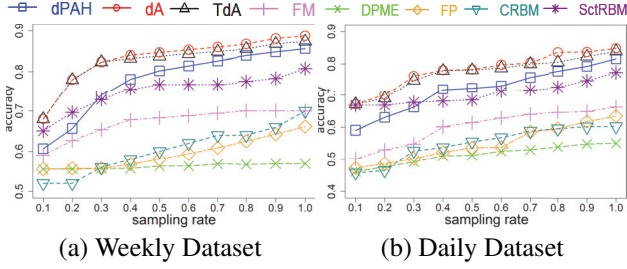 dPAH dA TdA FM DPME FP CRBM SctRBM
accuracy
0.9
0.8
0.7
0.6
0.5
0.1 0.2 0.3 0.4 0.5 0.6 0.7 0.8 0.9 1.0
sampling rate
(a) Weekly Dataset
accuracy
0.9
0.8
0.7
0.6
0.5
0.4
0.1 0.2 0.3 0.4 0.5 0.6 0.7 0.8 0.9 1.0
sampling rate
(b) Daily Dataset